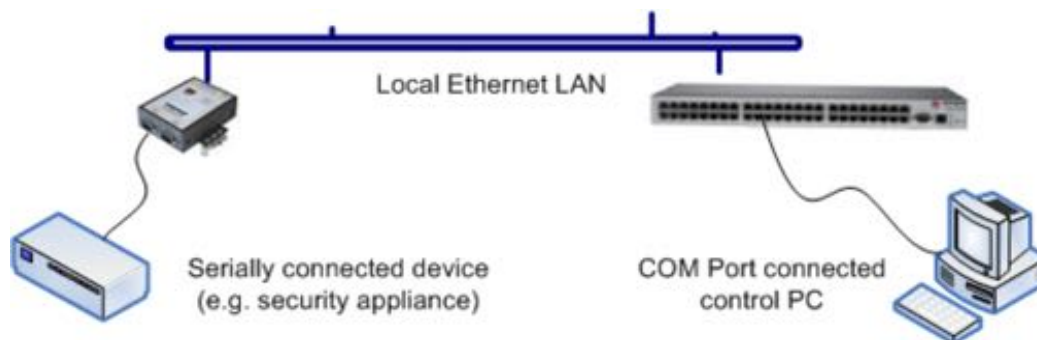 Local Ethernet LAN
Serially connected device
(e.g. security appliance)
COM Port connected
control PC